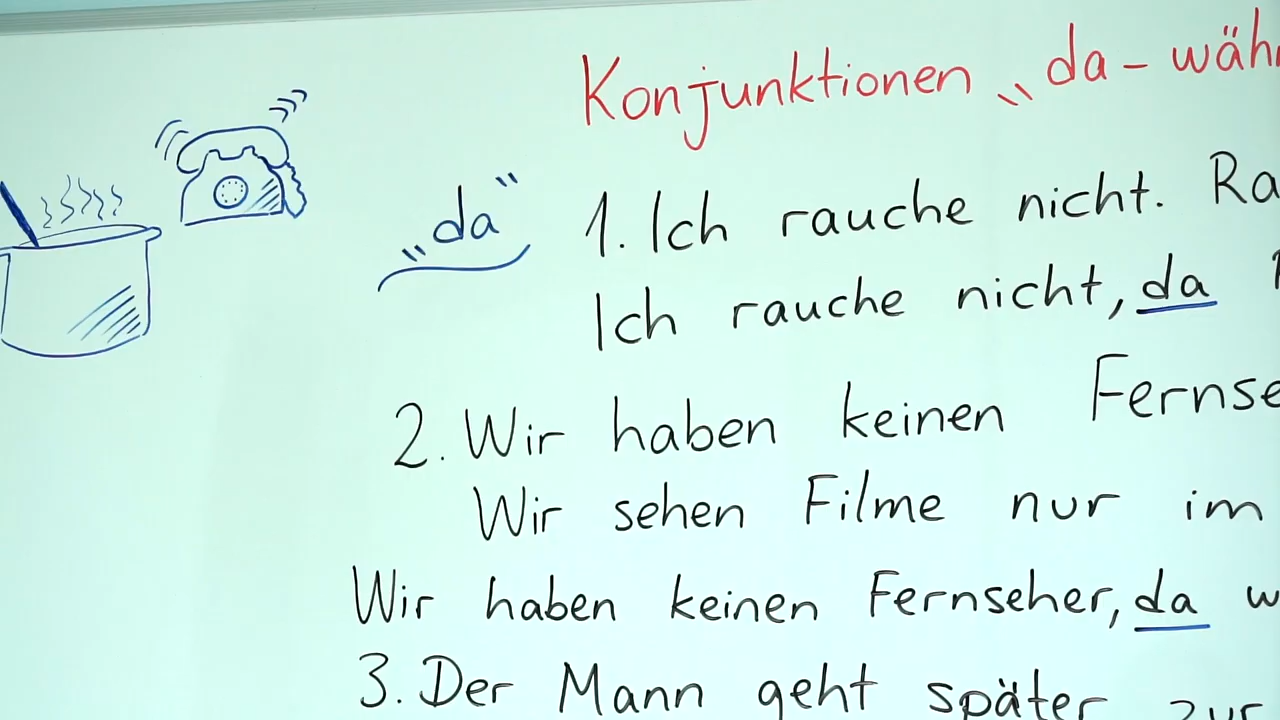 Konjunktionen „da – währ
„da“ 1. Ich rauche nicht. Ra
Ich rauche nicht, da
2. Wir haben keinen Fernse
Wir sehen Filme nur im
Wir haben keinen Fernseher, da w
3. Der Mann geht später zur